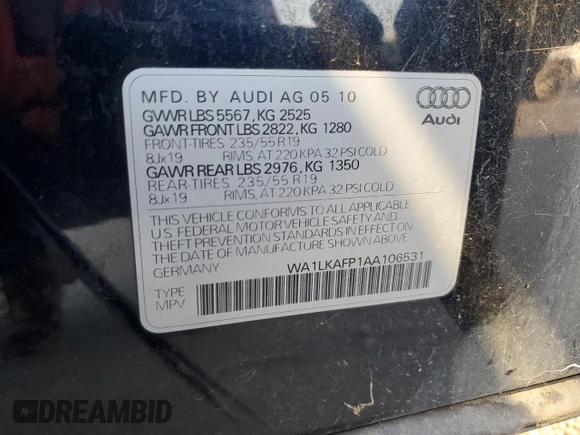 MFD. BY AUDI AG 05 10
GVWR LBS 5567, KG 2525
GAWR FRONT LBS 2822, KG 1280
FRONT-TIRES 235/55 R19
8Jx19 RIMS, AT 220 KPA 32 PSI COLD
GAWR REAR LBS 2976, KG 1350
REAR-TIRES 235/55 R19
8Jx19 RIMS, AT 220 KPA 32 PSI COLD
Audi
THIS VEHICLE CONFORMS TO ALL APPLICABLE
U.S FEDERAL MOTOR VEHICLE SAFETY AND
THEFT PREVENTION STANDARDS IN EFFECT ON
THE DATE OF MANUFACTURE SHOWN ABOVE
GERMANY WA1LKAFP1AA106531
TYPE:
MPV
DREAMBID